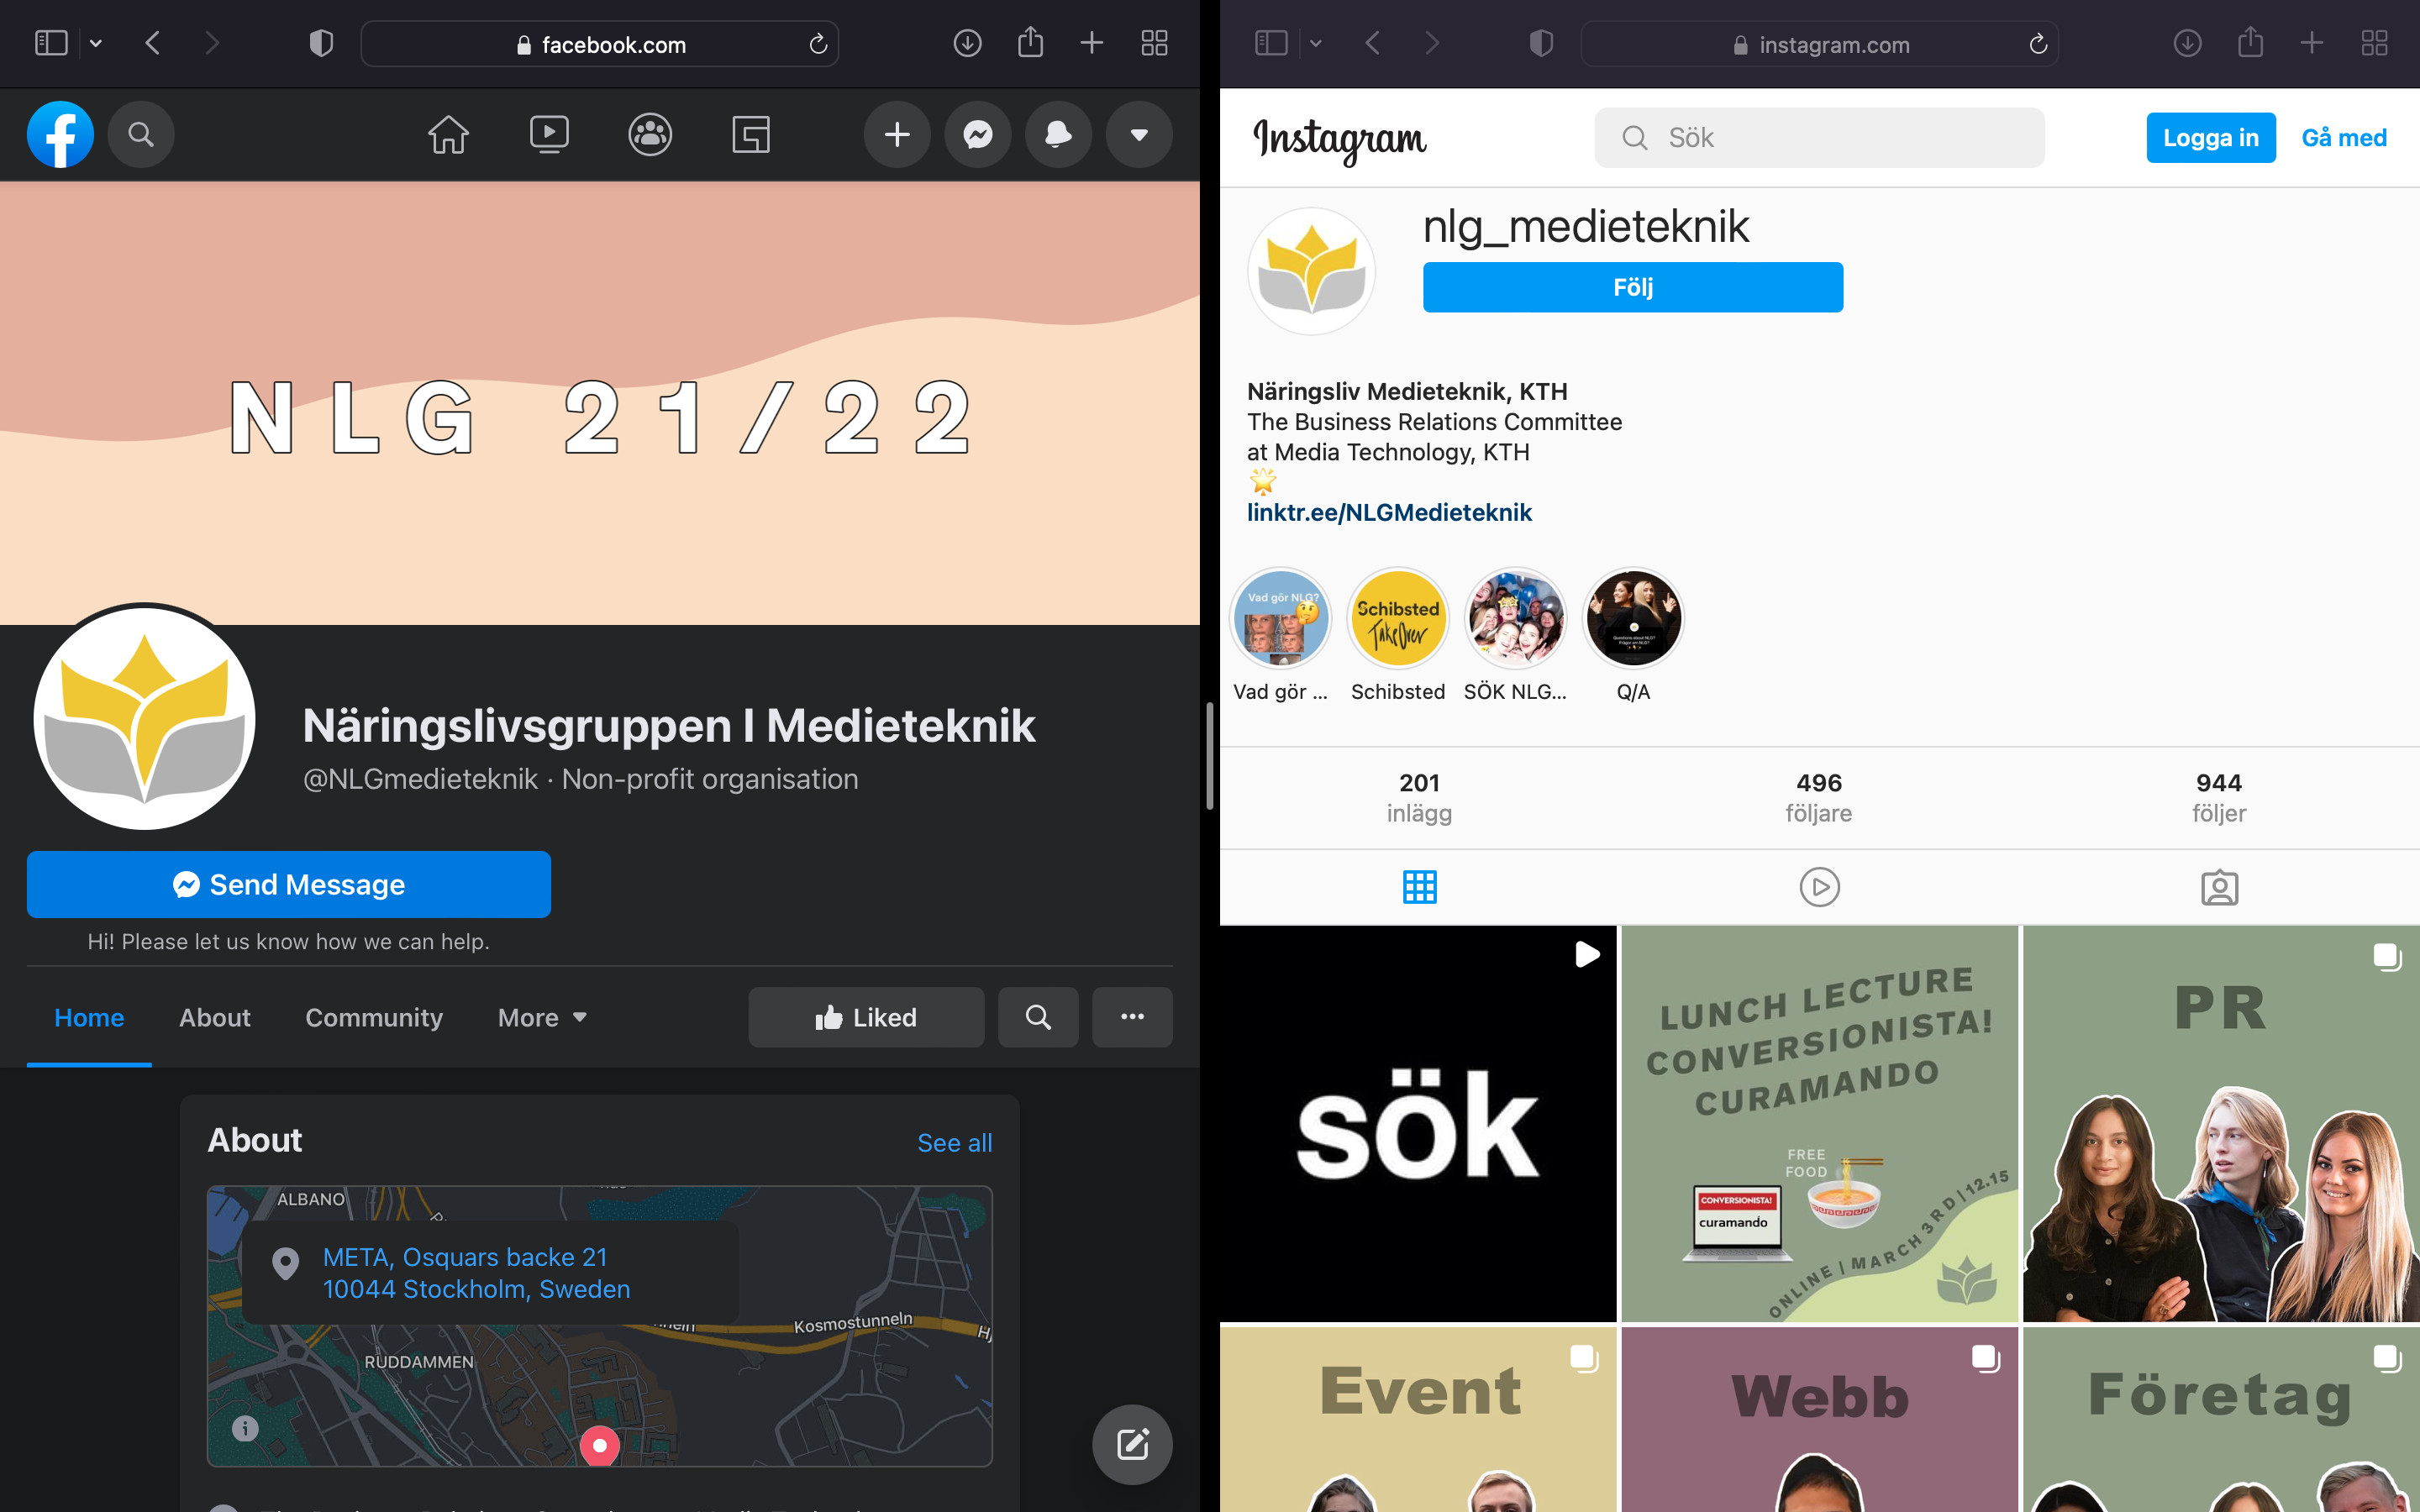 facebook.com
NLG 21/22
Näringslivsgruppen I Medieteknik
@NLGmedieteknik · Non-profit organisation
Send Message
Hi! Please let us know how we can help.
Home
About
Community
More
Liked
About
See all
ALBANO
META, Osquars backe 21
10044 Stockholm, Sweden
Kosmostunneln
RUDDAMMEN
instagram.com
Instagram
Sök
Logga in
Gå med
nlg_medieteknik
Följ
Näringsliv Medieteknik, KTH
The Business Relations Committee
at Media Technology, KTH
linktr.ee/NLGMedieteknik
Vad gör NLG?
Schibsted
TakeOver
Vad gör ...
Schibsted
SÖK NLG...
Q/A
201
inlägg
496
följare
944
följer
sök
LUNCH LECTURE
CONVERSIONISTA!
CURAMANDO
FREE
FOOD
CONVERSIONISTA!
curamando
ONLINE | MARCH 3RD | 12.15
PR
Event
Webb
Företag